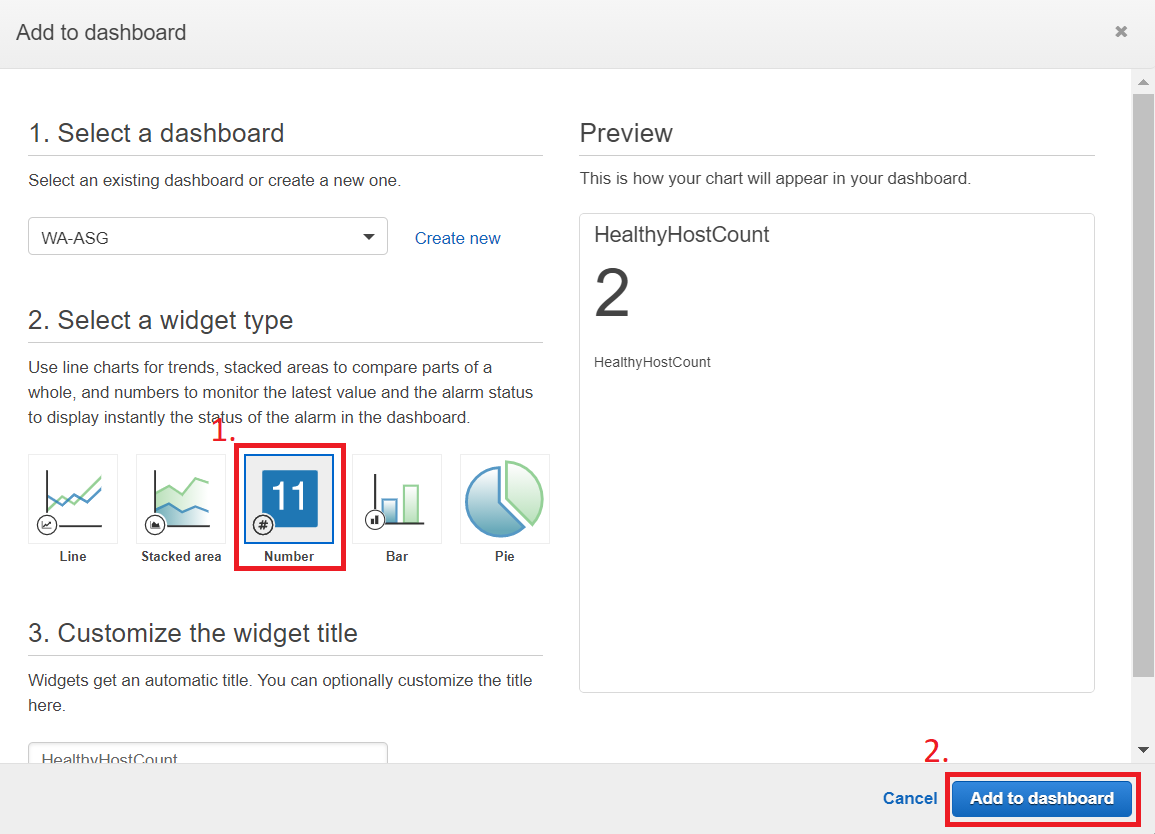 Add to dashboard
×
1. Select a dashboard
Select an existing dashboard or create a new one.
WA-ASG
Create new
2. Select a widget type
Use line charts for trends, stacked areas to compare parts of a
whole, and numbers to monitor the latest value and the alarm status
to display instantly the status of the alarm in the dashboard.
1.
11
#
Line
Stacked area
Number
Bar
Pie
3. Customize the widget title
Widgets get an automatic title. You can optionally customize the title
here.
HealthyHostCount
Preview
This is how your chart will appear in your dashboard.
HealthyHostCount
2
HealthyHostCount
2.
Cancel
Add to dashboard